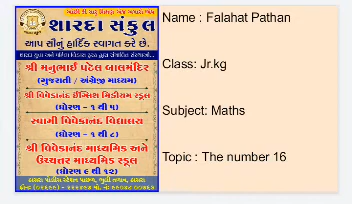 શારદા સંકુલ
આપ સૌનું હાર્દિક સ્વાગત કરે છે.
શ્રી મનુભાઈ પટેલ બાલમંદિર
(ગુજરાતી / અંગ્રેજી માધ્યમ)
શ્રી વિવેકાનંદ ઈંગ્લિશ મિડીયમ સ્કૂલ
(ધોરણ - ૧ થી ૫)
સ્વામી વિવેકાનંદ વિદ્યાલય
(ધોરણ - ૧ થી ૮)
શ્રી વિવેકાનંદ માધ્યમિક અને
ઉચ્ચતર માધ્યમિક સ્કૂલ
(ધોરણ ૯ થી ૧૨)
Name : Falahat Pathan
Class: Jr.kg
Subject: Maths
Topic : The number 16